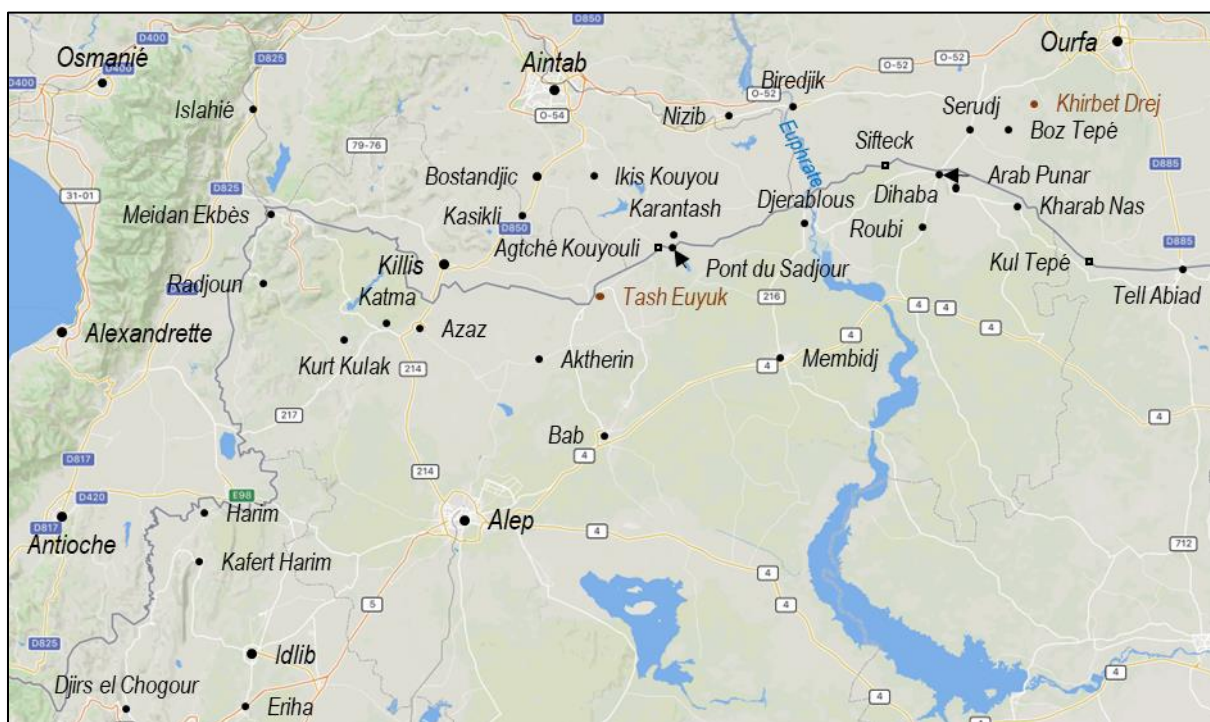 D850
D400
D825
Osmanié
D400
Aintab
Ourfa
D400
O-52
O-52
Biredjik
Islahié
O-54
Nizib
Serudj
Khirbet Drej
Boz Tepé
79-76
Sifteck
D885
Euphrate
Bostandjic
Ikis Kouyou
Arab Punar
D825
31-01
Dihaba
Meidan Ekbès
Kasikli
Karantash
Djerablous
Kharab Nas
D850
Roubi
Agtché Kouyouli
D885
Killis
Pont du Sadjour
Kul Tepé
Radjoun
Tell Abiad
Katma
Tash Euyuk
216
4
4
Alexandrette
Azaz
4
4
Kurt Kulak
Aktherin
Membidj
214
4
217
4
Bab
4
D817
214
D420
E98
Harim
D817
Alep
4
Antioche
712
Kafert Harim
4
4
5
D825
Idlib
Djirs el Chogour
Eriha
4